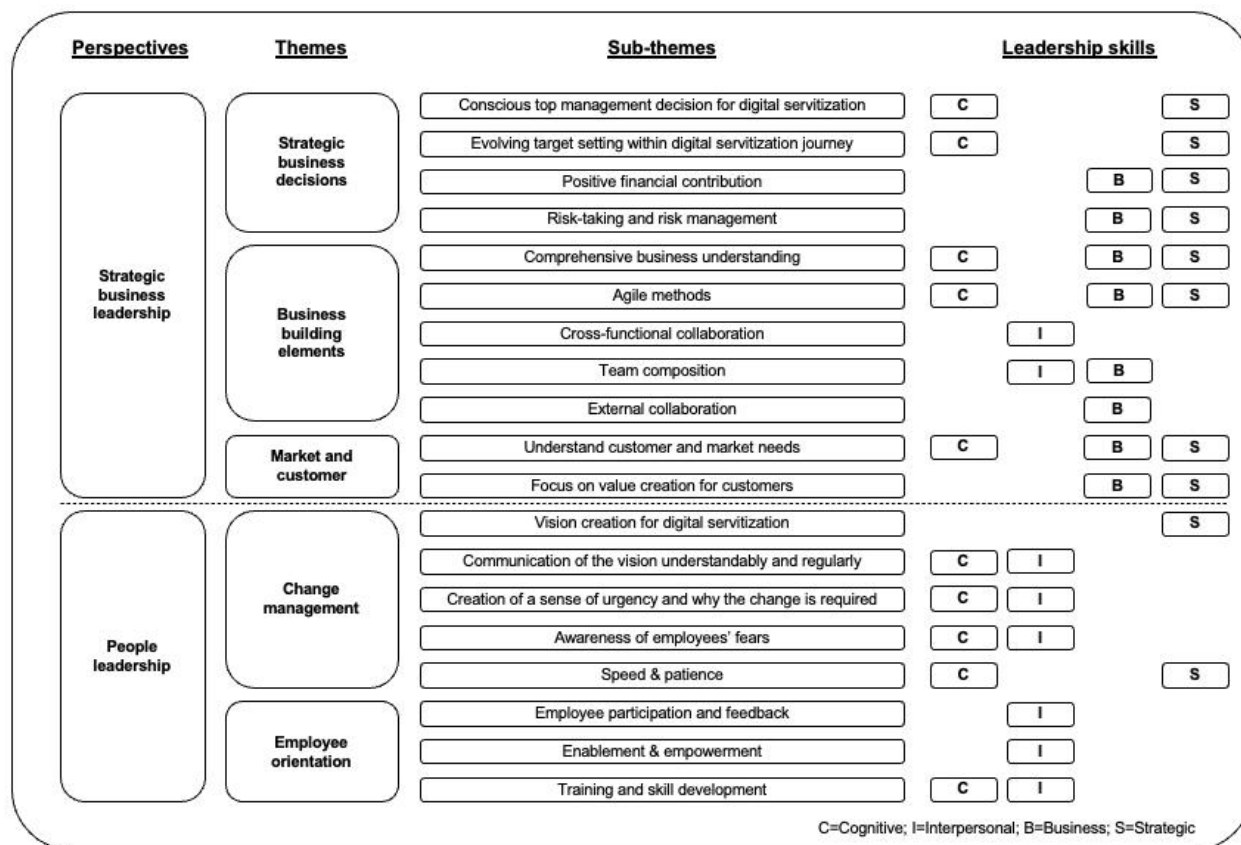 Perspectives Themes Sub-themes Leadership skills
Strategic
business
leadership
Strategic
business
decisions
Conscious top management decision for digital servitization C S
Evolving target setting within digital servitization journey C S
Positive financial contribution B S
Risk-taking and risk management B S
Business
building
elements
Comprehensive business understanding C B S
Agile methods C B S
Cross-functional collaboration I
Team composition I B
External collaboration B
Market and
customer
Understand customer and market needs C B S
Focus on value creation for customers B S
People
leadership
Change
management
Vision creation for digital servitization S
Communication of the vision understandably and regularly C I
Creation of a sense of urgency and why the change is required C I
Awareness of employees' fears C I
Speed & patience C S
Employee
orientation
Employee participation and feedback I
Enablement & empowerment I
Training and skill development C I
C=Cognitive; I=Interpersonal; B=Business; S=Strategic